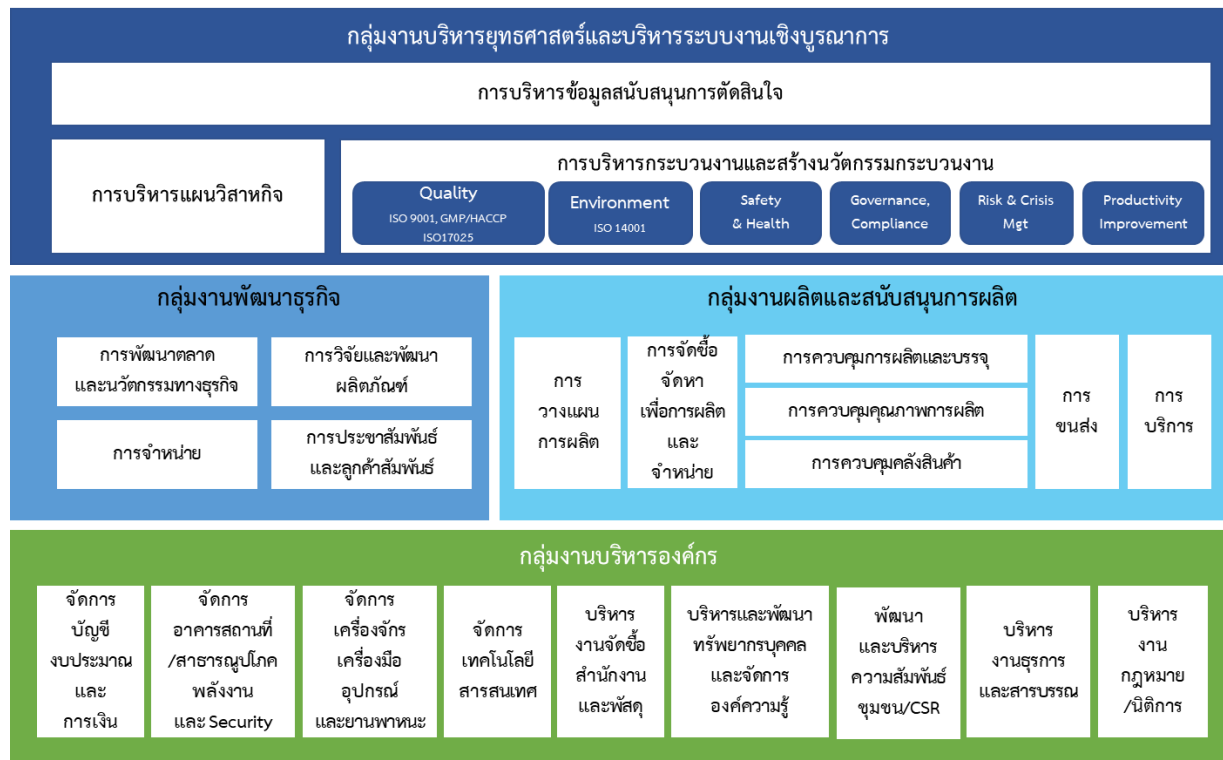 กลุ่มงานบริหารยุทธศาสตร์และบริหารระบบงานเชิงบูรณาการ
การบริหารข้อมูลสนับสนุนการตัดสินใจ
การบริหารแผนวิสาหกิจ
การบริหารกระบวนงานและสร้างนวัตกรรมกระบวนงาน
Quality
ISO 9001, GMP/HACCP
ISO17025
Environment
ISO 14001
Safety
& Health
Governance,
Compliance
Risk & Crisis
Mgt
Productivity
Improvement
กลุ่มงานพัฒนาธุรกิจ
การพัฒนาตลาด
และนวัตกรรมทางธุรกิจ
การวิจัยและพัฒนา
ผลิตภัณฑ์
การจำหน่าย
การประชาสัมพันธ์
และลูกค้าสัมพันธ์
กลุ่มงานผลิตและสนับสนุนการผลิต
การ
วางแผน
การผลิต
การจัดซื้อ
จัดหา
เพื่อการผลิต
และ
จำหน่าย
การควบคุมการผลิตและบรรจุ
การควบคุมคุณภาพการผลิต
การควบคุมคลังสินค้า
การ
ขนส่ง
การ
บริการ
กลุ่มงานบริหารองค์กร
จัดการ
บัญชี
งบประมาณ
และ
การเงิน
จัดการ
อาคารสถานที่
/สาธารณูปโภค
พลังงาน
และ Security
จัดการ
เครื่องจักร
เครื่องมือ
อุปกรณ์
และยานพาหนะ
จัดการ
เทคโนโลยี
สารสนเทศ
บริหาร
งานจัดซื้อ
สำนักงาน
และพัสดุ
บริหารและพัฒนา
ทรัพยากรบุคคล
และจัดการ
องค์ความรู้
พัฒนา
และบริหาร
ความสัมพันธ์
ชุมชน/CSR
บริหาร
งานธุรการ
และสารบรรณ
บริหาร
งาน
กฎหมาย
/นิติการ